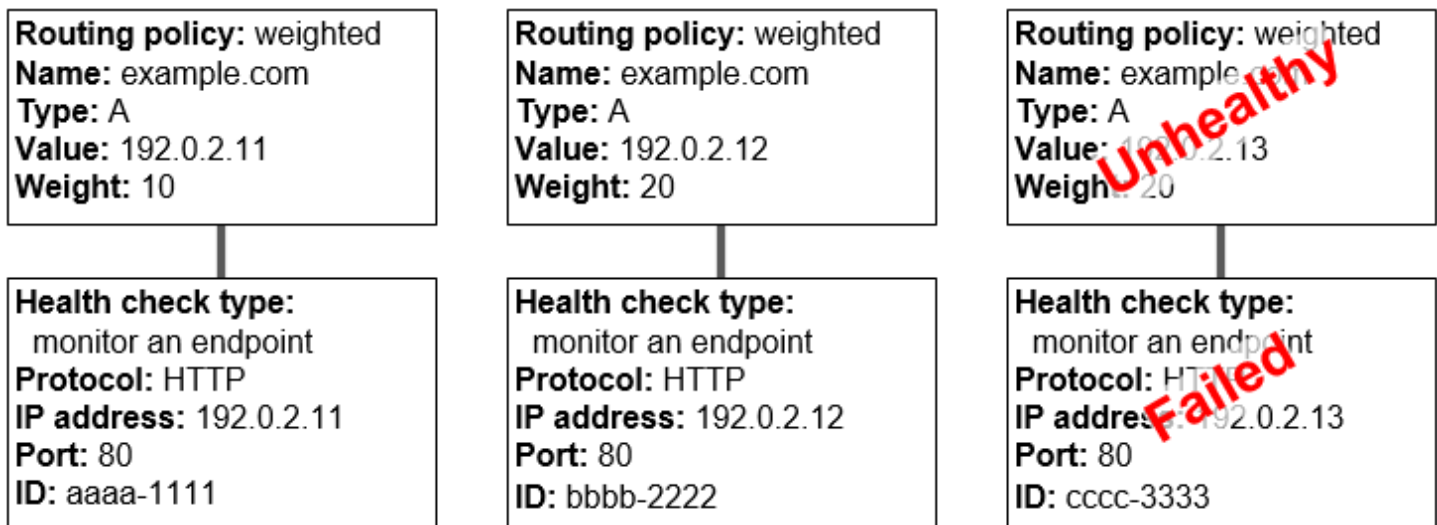 Routing policy: weighted
Name: example.com
Type: A
Value: 192.0.2.11
Weight: 10
Routing policy: weighted
Name: example.com
Type: A
Value: 192.0.2.12
Weight: 20
Routing policy: weighted
Name: example.com
Type: A
Value: 192.0.2.13
Weight: 20
Unhealthy
Health check type:
monitor an endpoint
Protocol: HTTP
IP address: 192.0.2.11
Port: 80
ID: aaaa-1111
Health check type:
monitor an endpoint
Protocol: HTTP
IP address: 192.0.2.12
Port: 80
ID: bbbb-2222
Health check type:
monitor an endpoint
Protocol: HTTP
IP address: 192.0.2.13
Port: 80
ID: cccc-3333
Failed